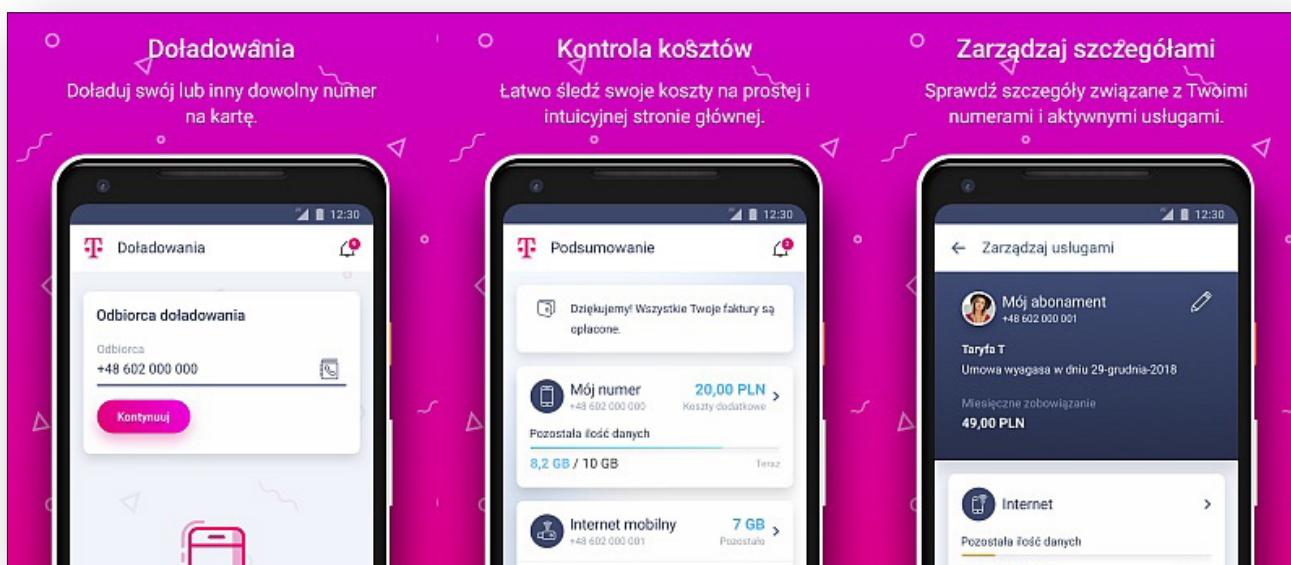 Doładowania
Doładuj swój lub inny dowolny numer
na kartę.
12:30
T Doładowania
Odbiorca doładowania
Odbiorca
+48 602 000 000
Kontynuuj
Kontrola kosztów
Łatwo śledź swoje koszty na prostej i
intuicyjnej stronie głównej.
12:30
T Podsumowanie
Dziękujemy! Wszystkie Twoje faktury są
opłacone.
Mój numer 20,00 PLN
+48 602 000 000 Koszty dodatkowe
Pozostała ilość danych
8,2 GB / 10 GB Teraz
Internet mobilny 7 GB
+48 602 000 001 Pozostało
Zarządzaj szczegółami
Sprawdź szczegóły związane z Twoimi
numerami i aktywnymi usługami.
12:30
Zarządzaj usługami
Mój abonament
+48 602 000 001
Taryfa T
Umowa wyagasa w dniu 29-grudnia-2018
Miesięczne zobowiązanie
49,00 PLN
Internet
Pozostała ilość danych